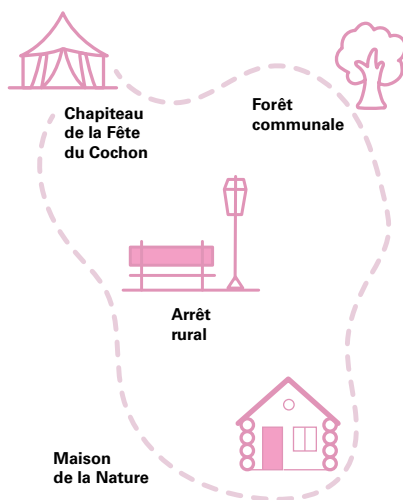 Chapiteau
de la Fête
du Cochon
Forêt
communale
Arrêt
rural
Maison
de la Nature